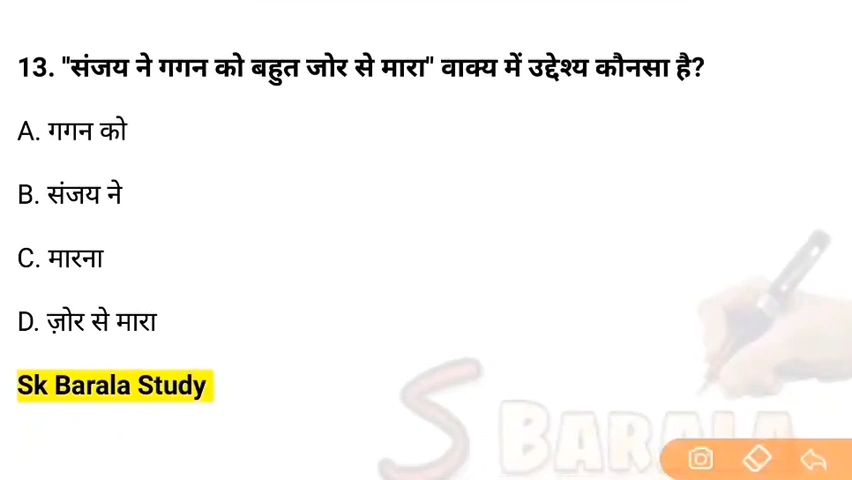 13. "संजय ने गगन को बहुत जोर से मारा" वाक्य में उद्देश्य कौनसा है?
A. गगन को
B. संजय ने
C. मारना
D. ज़ोर से मारा
Sk Barala Study
S BARALA